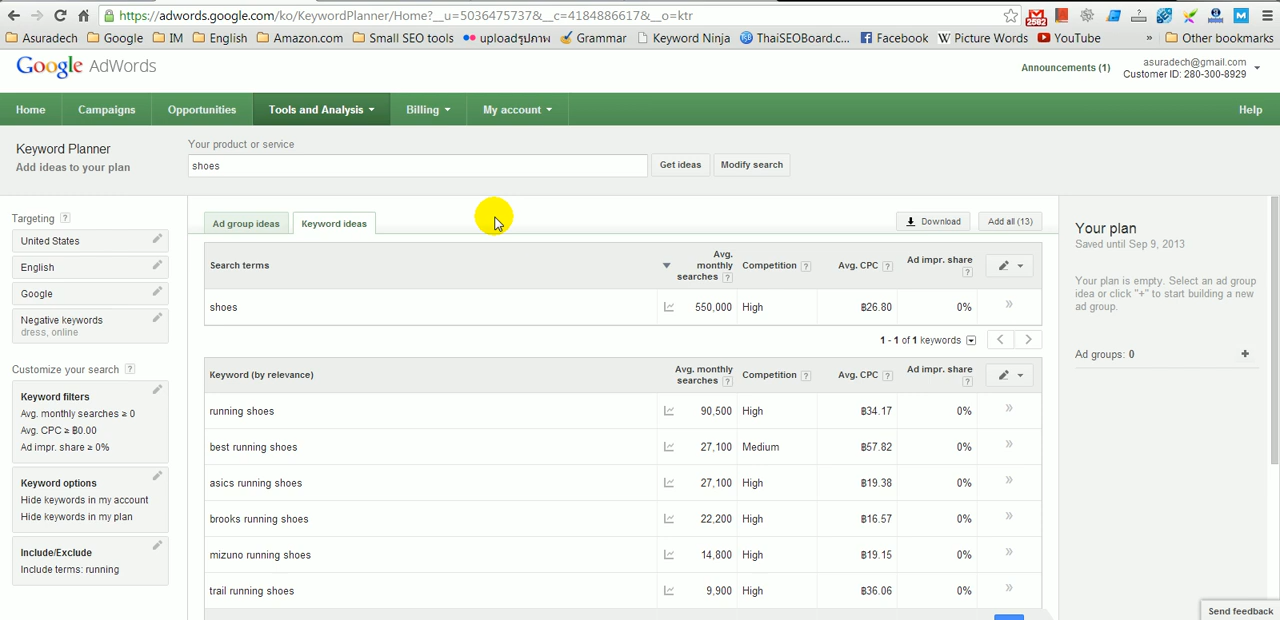 https://adwords.google.com/ko/KeywordPlanner/Home?__u=5036475737&__c=4184886617&__o=ktr
2582
Asuradech Google IM English Amazon.com Small SEO tools uploadรูปภาพ Grammar Keyword Ninja ThaiSEOBoard.c... Facebook Picture Words YouTube » Other bookmarks
Google AdWords
Announcements (1)
asuradech@gmail.com
Customer ID: 280-300-8929
Home Campaigns Opportunities Tools and Analysis Billing My account Help
Keyword Planner
Add ideas to your plan
Your product or service
shoes
Get ideas Modify search
Targeting ?
United States
English
Google
Negative keywords
dress, online
Customize your search ?
Keyword filters
Avg. monthly searches ≥ 0
Avg. CPC ≥ ฿0.00
Ad impr. share ≥ 0%
Keyword options
Hide keywords in my account
Hide keywords in my plan
Include/Exclude
Include terms: running
Ad group ideas Keyword ideas Download Add all (13)
Search terms Avg. monthly searches ? Competition ? Avg. CPC ? Ad impr. share ?
shoes 550,000 High ฿26.80 0% »
1 - 1 of 1 keywords
Keyword (by relevance) Avg. monthly searches ? Competition ? Avg. CPC ? Ad impr. share ?
running shoes 90,500 High ฿34.17 0% »
best running shoes 27,100 Medium ฿57.82 0% »
asics running shoes 27,100 High ฿19.38 0% »
brooks running shoes 22,200 High ฿16.57 0% »
mizuno running shoes 14,800 High ฿19.15 0% »
trail running shoes 9,900 High ฿36.06 0% »
Your plan
Saved until Sep 9, 2013
Your plan is empty. Select an ad group
idea or click "+" to start building a new
ad group.
Ad groups: 0 +
Send feedback